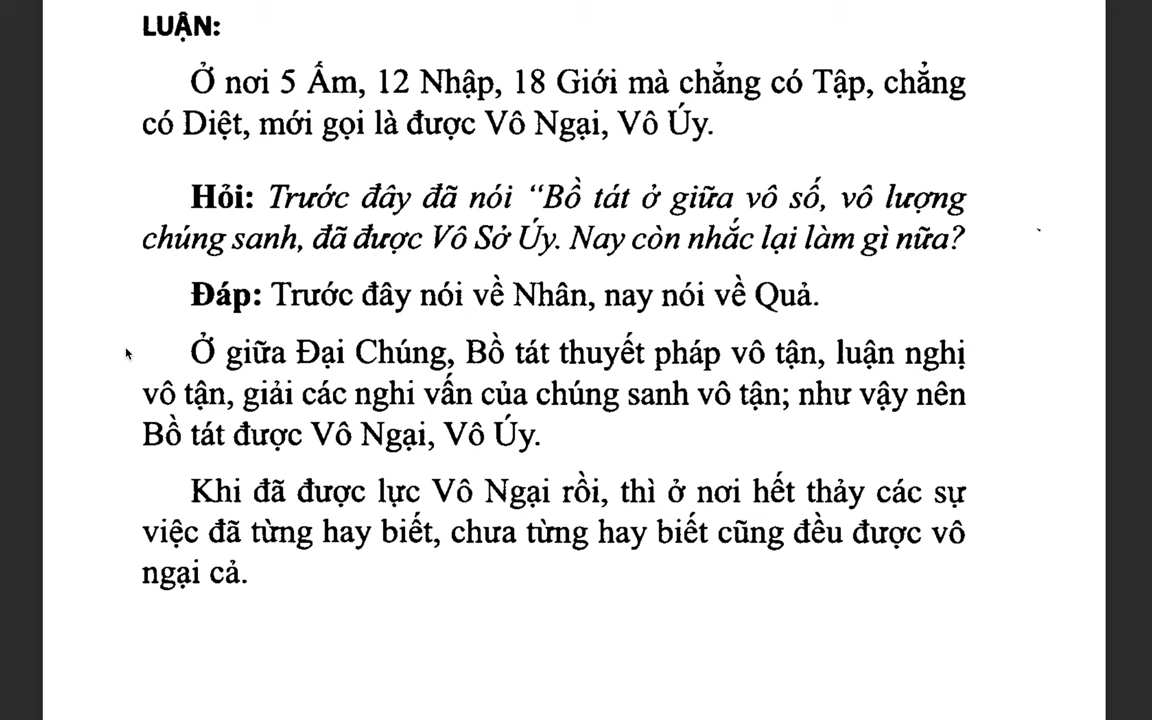 LUẬN:
Ở nơi 5 Ấm, 12 Nhập, 18 Giới mà chẳng có Tập, chẳng
có Diệt, mới gọi là được Vô Ngại, Vô Úy.
Hỏi: Trước đây đã nói “Bồ tát ở giữa vô số, vô lượng
chúng sanh, đã được Vô Sở Úy. Nay còn nhắc lại làm gì nữa?
Đáp: Trước đây nói về Nhân, nay nói về Quả.
Ở giữa Đại Chúng, Bồ tát thuyết pháp vô tận, luận nghị
vô tận, giải các nghi vấn của chúng sanh vô tận; như vậy nên
Bồ tát được Vô Ngại, Vô Úy.
Khi đã được lực Vô Ngại rồi, thì ở nơi hết thảy các sự
việc đã từng hay biết, chưa từng hay biết cũng đều được vô
ngại cả.